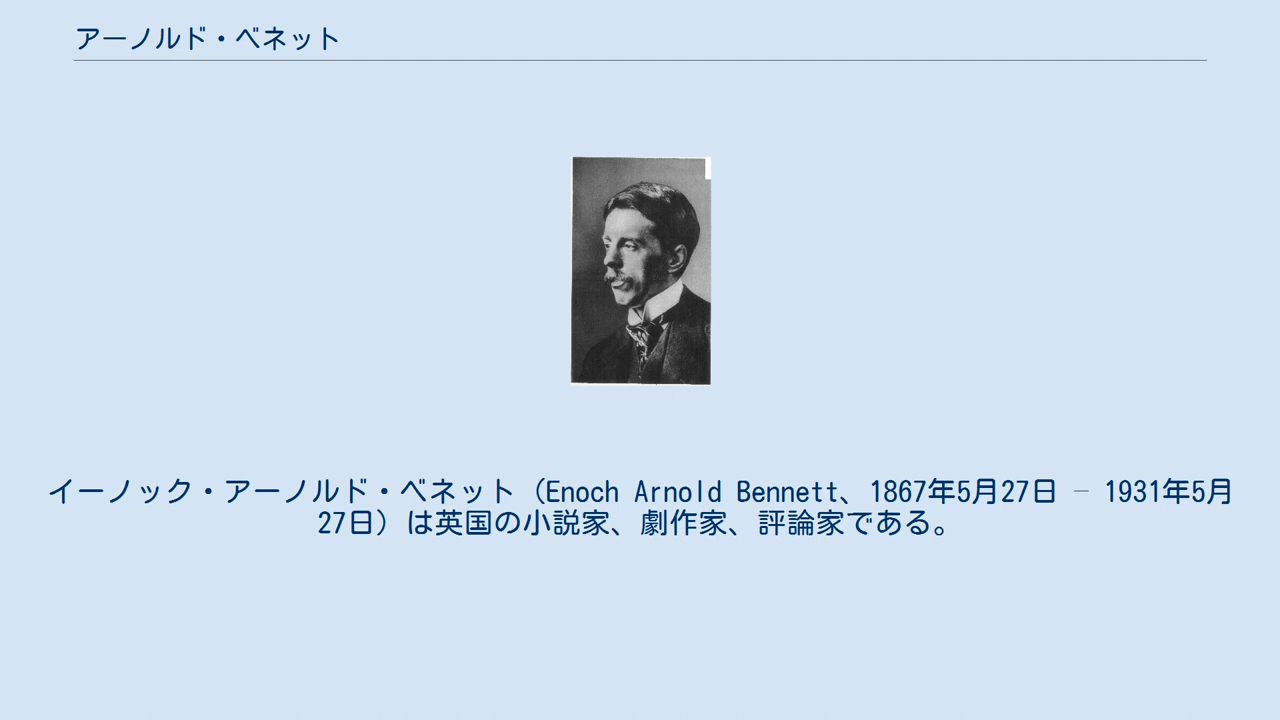 アーノルド・ベネット
イーノック・アーノルド・ベネット（Enoch Arnold Bennett、1867年5月27日 – 1931年5月
27日）は英国の小説家、劇作家、評論家である。